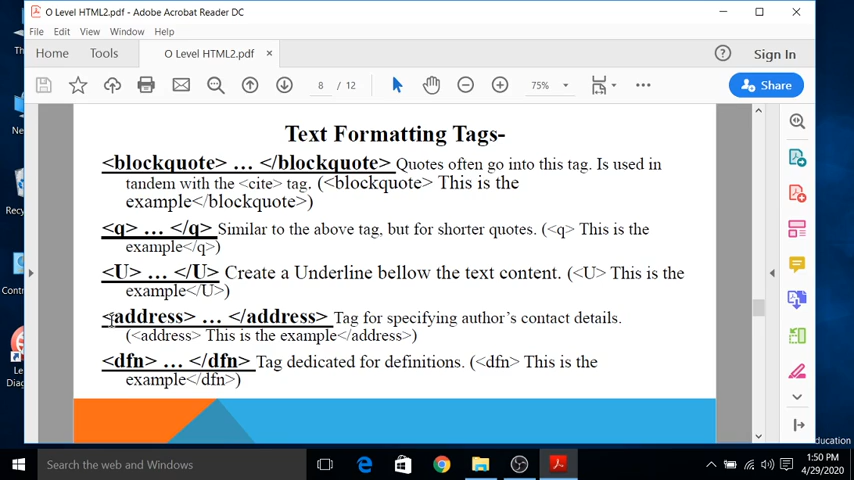 O Level HTML2.pdf - Adobe Acrobat Reader DC
File Edit View Window Help
Home Tools O Level HTML2.pdf × Sign In
8 / 12 75% Share
Text Formatting Tags-
<blockquote> … </blockquote> Quotes often go into this tag. Is used in
tandem with the <cite> tag. (<blockquote> This is the
example</blockquote>)
<q> … </q> Similar to the above tag, but for shorter quotes. (<q> This is the
example</q>)
<U> … </U> Create a Underline bellow the text content. (<U> This is the
example</U>)
<address> … </address> Tag for specifying author's contact details.
(<address> This is the example</address>)
<dfn> … </dfn> Tag dedicated for definitions. (<dfn> This is the
example</dfn>)
ducation
Search the web and Windows
1:50 PM
4/29/2020